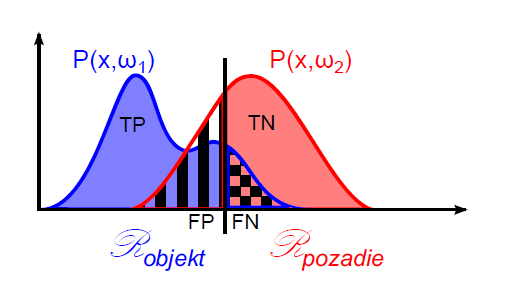 P(x,ω₁) P(x,ω₂)
TP TN
FP FN
ℛobjekt ℛpozadie